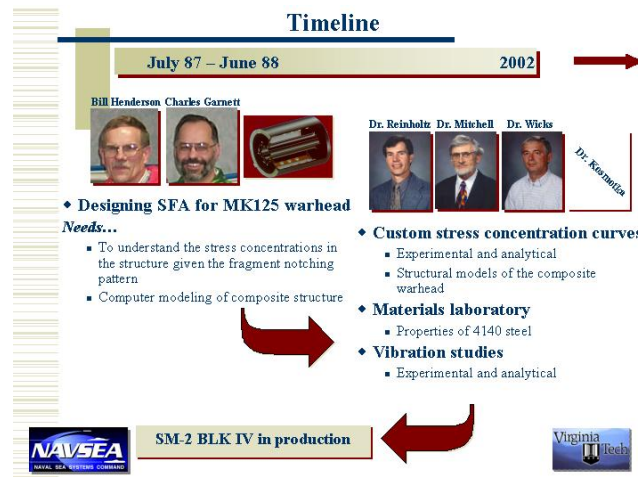 Timeline
July 87 – June 88
2002
Bill Henderson Charles Garnett
Dr. Reinholtz Dr. Mitchell Dr. Wicks
Dr. Kosmatka
Designing SFA for MK125 warhead
Needs…
To understand the stress concentrations in
the structure given the fragment notching
pattern
Computer modeling of composite structure
Custom stress concentration curves
Experimental and analytical
Structural models of the composite
warhead
Materials laboratory
Properties of 4140 steel
Vibration studies
Experimental and analytical
SM-2 BLK IV in production
NAVSEA
NAVAL SEA SYSTEMS COMMAND
Virginia
Tech